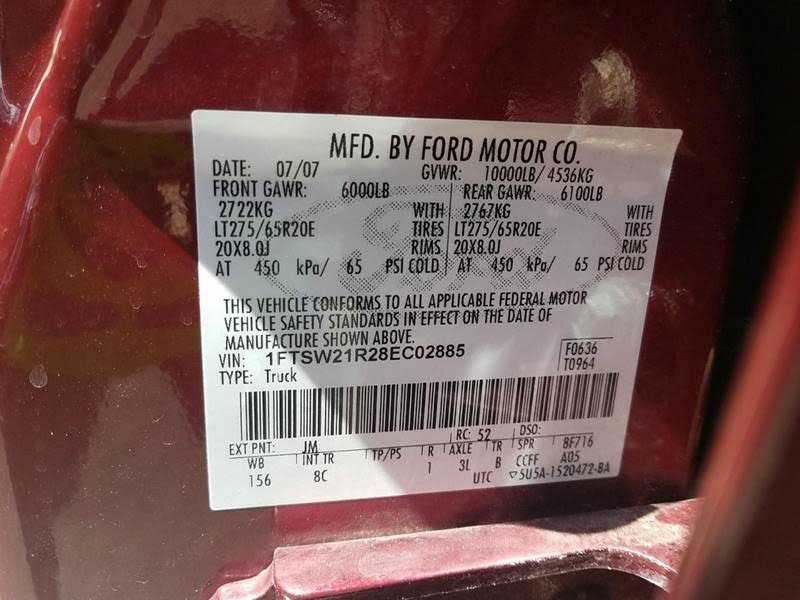 MFD. BY FORD MOTOR CO.
DATE: 07/07 GVWR: 10000LB/ 4536KG
FRONT GAWR: 6000LB REAR GAWR: 6100LB
2722KG WITH 2767KG WITH
LT275/65R20E TIRES LT275/65R20E TIRES
20X8.0J RIMS 20X8.0J RIMS
AT 450 kPa/ 65 PSI COLD AT 450 kPa/ 65 PSI COLD
THIS VEHICLE CONFORMS TO ALL APPLICABLE FEDERAL MOTOR
VEHICLE SAFETY STANDARDS IN EFFECT ON THE DATE OF
MANUFACTURE SHOWN ABOVE.
VIN: 1FTSW21R28EC02885 F0636
TYPE: Truck T0964
EXT PNT: JM RC: 52 DSO:
WB INT TR TP/PS R AXLE TR SPR 8F716
156 8C 1 3L B CCFF A05
UTC ▽5U5A-1520472-BA